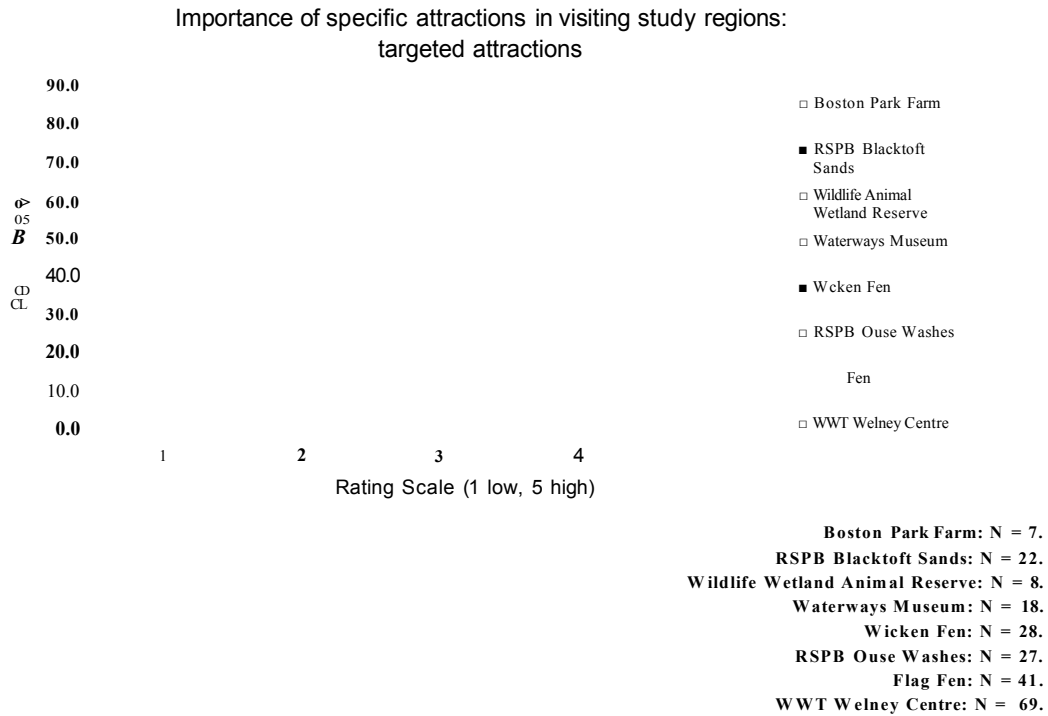 Importance of specific attractions in visiting study regions:
targeted attractions
90.0
80.0
70.0
60.0
50.0
40.0
30.0
20.0
10.0
0.0
o>
05
B
CD
CL
1
2
3
4
Rating Scale (1 low, 5 high)
□ Boston Park Farm
■ RSPB Blacktoft
Sands
□ Wildlife Animal
Wetland Reserve
□ Waterways Museum
■ Wcken Fen
□ RSPB Ouse Washes
Fen
□ WWT Welney Centre
Boston Park Farm: N = 7.
RSPB Blacktoft Sands: N = 22.
Wildlife Wetland Animal Reserve: N = 8.
Waterways Museum: N = 18.
Wicken Fen: N = 28.
RSPB Ouse Washes: N = 27.
Flag Fen: N = 41.
WWT Welney Centre: N = 69.